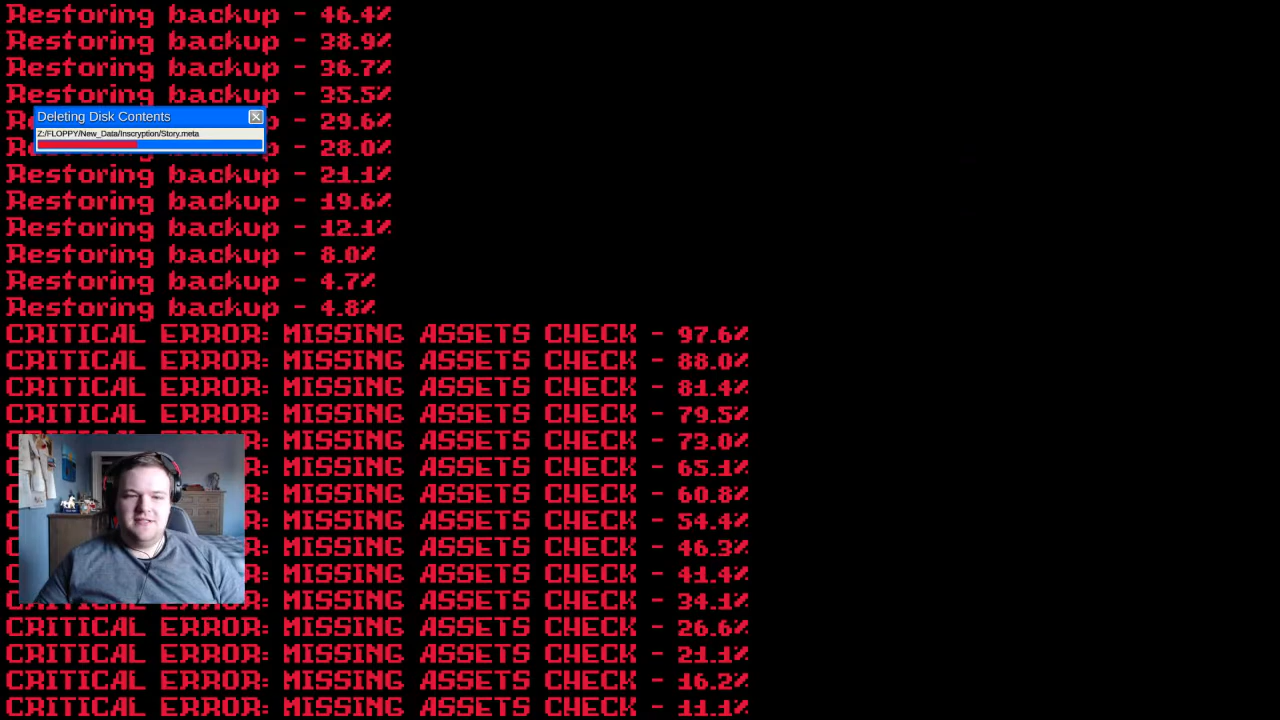 Restoring backup - 46.4%
Restoring backup - 38.9%
Restoring backup - 36.7%
Restoring backup - 35.5%
Deleting Disk Contents
Z:/FLOPPY/New_Data/Inscryption/Story.meta
Restoring backup - 29.6%
Restoring backup - 28.0%
Restoring backup - 21.1%
Restoring backup - 19.6%
Restoring backup - 12.1%
Restoring backup - 8.0%
Restoring backup - 4.7%
Restoring backup - 4.8%
CRITICAL ERROR: MISSING ASSETS CHECK - 97.6%
CRITICAL ERROR: MISSING ASSETS CHECK - 88.0%
CRITICAL ERROR: MISSING ASSETS CHECK - 81.4%
CRITICAL ERROR: MISSING ASSETS CHECK - 79.5%
CRITICAL ERROR: MISSING ASSETS CHECK - 73.0%
MISSING ASSETS CHECK - 65.1%
MISSING ASSETS CHECK - 60.8%
MISSING ASSETS CHECK - 54.4%
MISSING ASSETS CHECK - 46.3%
MISSING ASSETS CHECK - 41.4%
CRITICAL ERROR: MISSING ASSETS CHECK - 34.1%
CRITICAL ERROR: MISSING ASSETS CHECK - 26.6%
CRITICAL ERROR: MISSING ASSETS CHECK - 21.1%
CRITICAL ERROR: MISSING ASSETS CHECK - 16.2%
CRITICAL ERROR: MISSING ASSETS CHECK - 11.1%